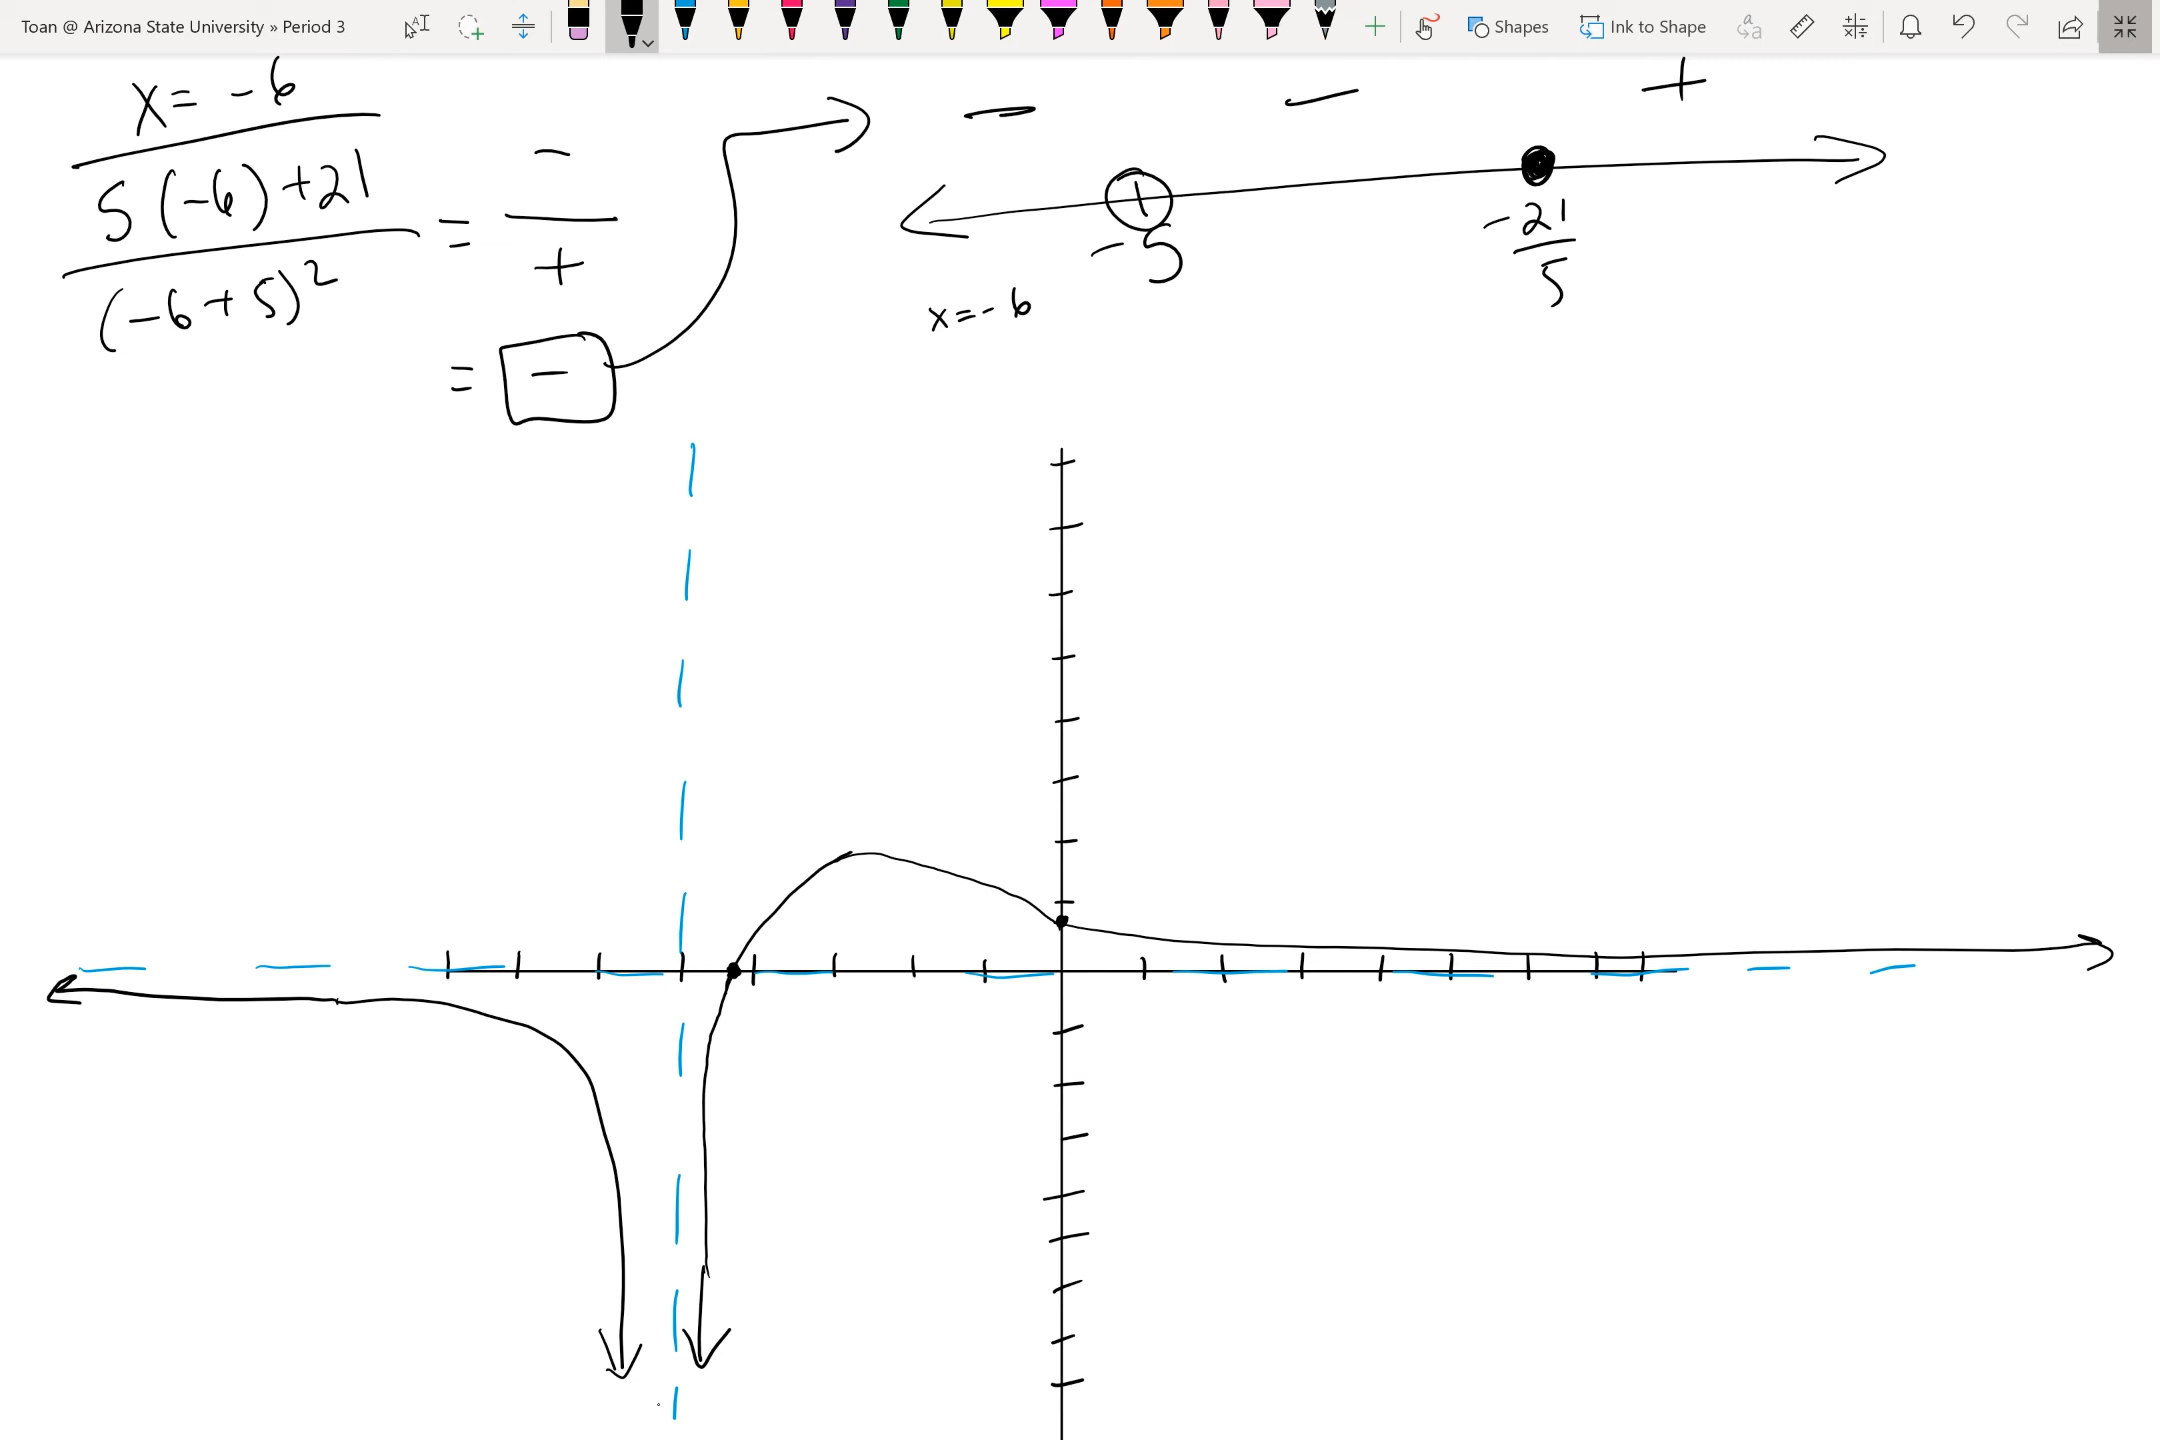 Toan @ Arizona State University » Period 3
Shapes
Ink to Shape
x = -6
5(-6)+21
(-6+5)²
= -
+
= -
- - +
-5
-21
5
x = -6